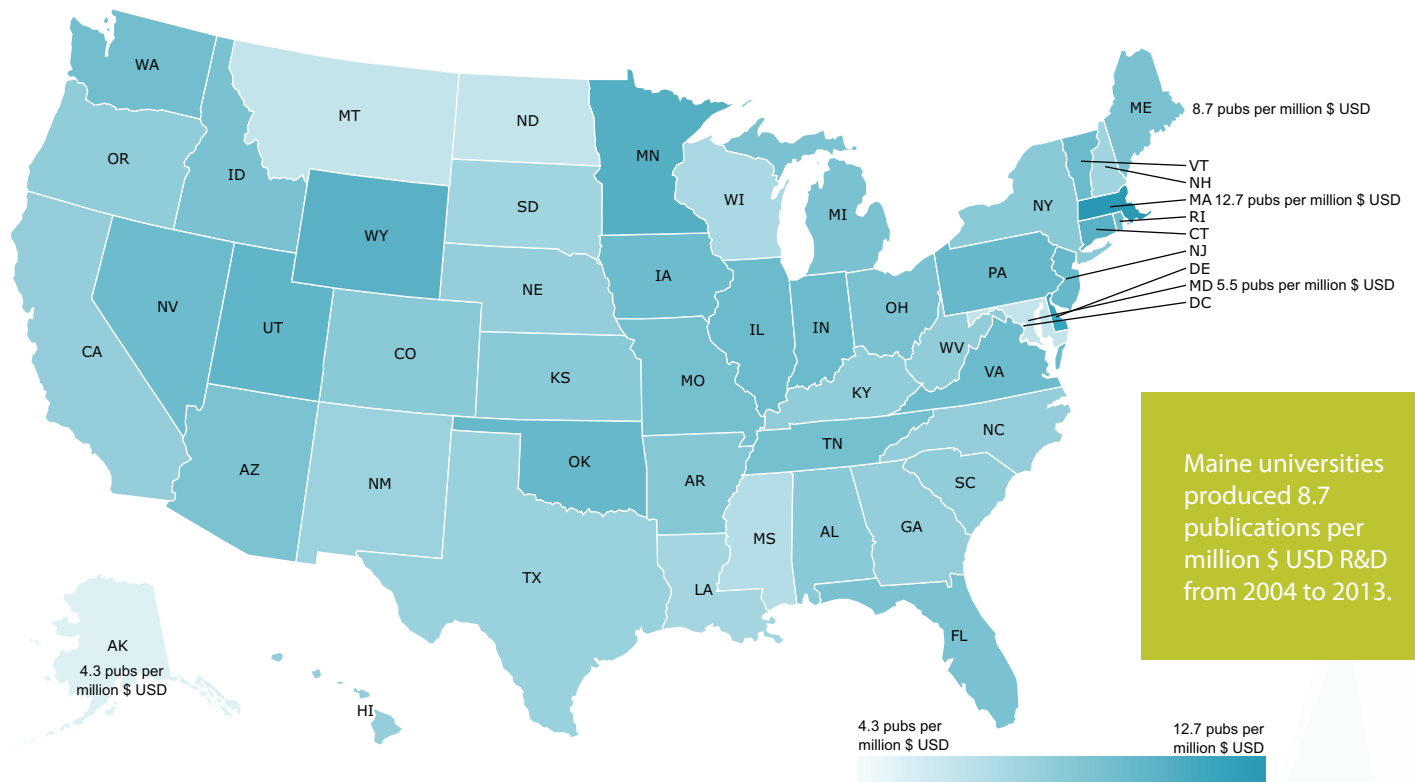 WA
MT
ND
ME
8.7 pubs per million $ USD
OR
ID
MN
VT
NH
MA 12.7 pubs per million $ USD
RI
CT
NJ
DE
MD 5.5 pubs per million $ USD
DC
SD
WI
MI
NY
WY
IA
PA
NE
NV
UT
IL
IN
OH
CA
CO
WV
VA
KS
MO
KY
NC
TN
AZ
NM
OK
AR
SC
MS
AL
GA
TX
LA
FL
AK
4.3 pubs per
million $ USD
HI
Maine universities
produced 8.7
publications per
million $ USD R&D
from 2004 to 2013.
4.3 pubs per
million $ USD
12.7 pubs per
million $ USD